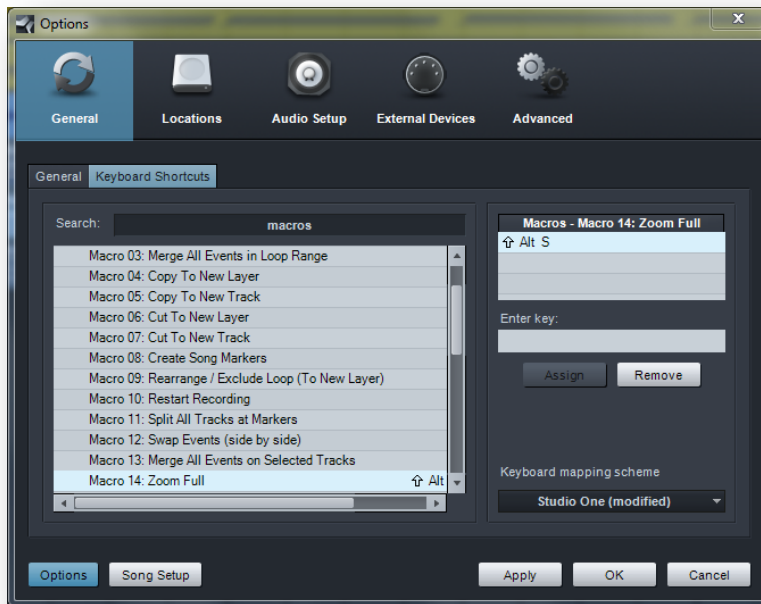 Options
X
General
Locations
Audio Setup
External Devices
Advanced
General
Keyboard Shortcuts
Search:
macros
Macro 03: Merge All Events in Loop Range
Macro 04: Copy To New Layer
Macro 05: Copy To New Track
Macro 06: Cut To New Layer
Macro 07: Cut To New Track
Macro 08: Create Song Markers
Macro 09: Rearrange / Exclude Loop (To New Layer)
Macro 10: Restart Recording
Macro 11: Split All Tracks at Markers
Macro 12: Swap Events (side by side)
Macro 13: Merge All Events on Selected Tracks
Macro 14: Zoom Full ⇧ Alt
Macros - Macro 14: Zoom Full
⇧ Alt S
Enter key:
Assign
Remove
Keyboard mapping scheme
Studio One (modified)
Options
Song Setup
Apply
OK
Cancel